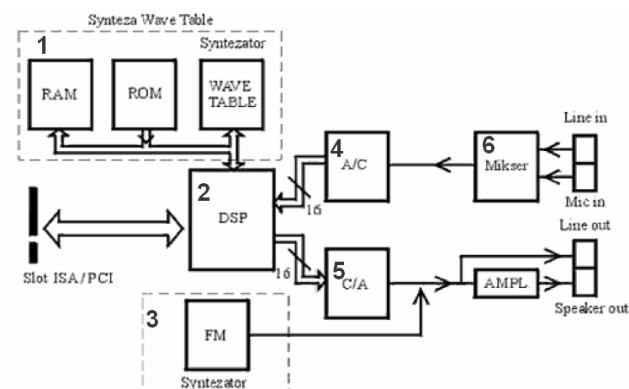 Synteza Wave Table
1
Syntezator
RAM
ROM
WAVE
TABLE
Line in
4
A/C
6
Mikser
Mic in
2
DSP
16
Line out
Slot ISA/PCI
16
5
C/A
AMPL.
Speaker out
3
FM
Syntezator